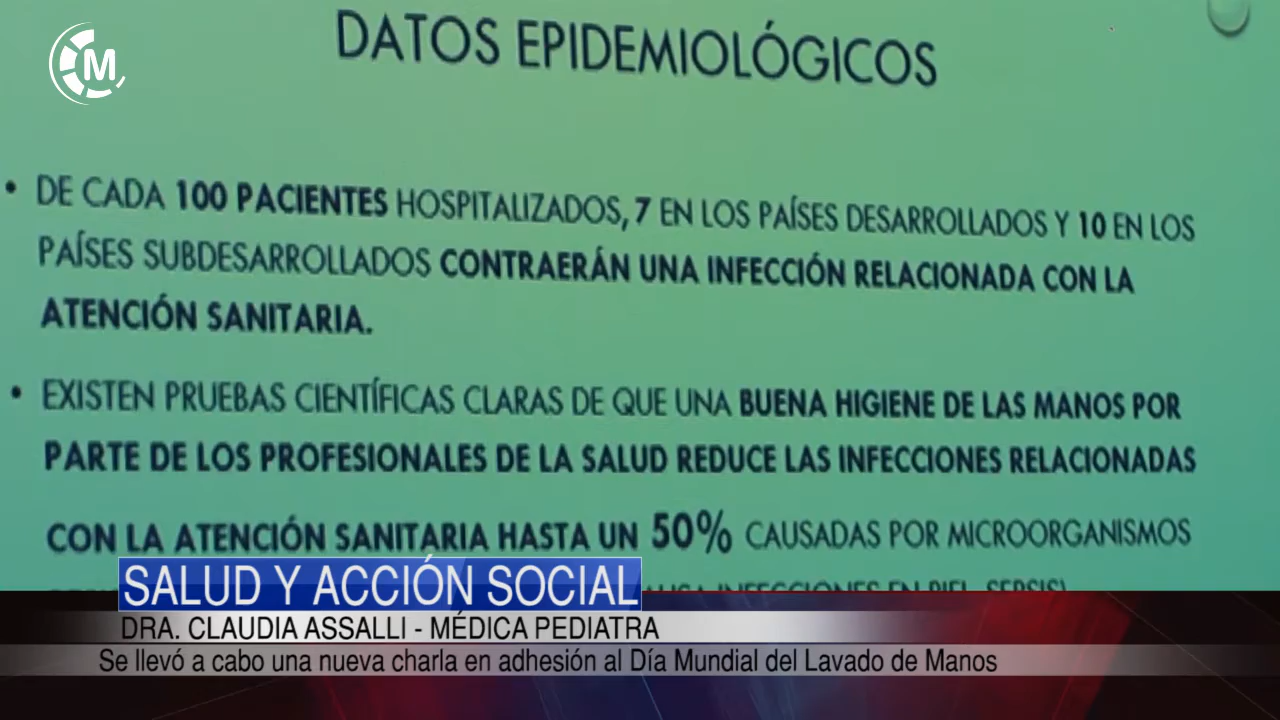 M
DATOS EPIDEMIOLÓGICOS
• DE CADA 100 PACIENTES HOSPITALIZADOS, 7 EN LOS PAÍSES DESARROLLADOS Y 10 EN LOS
PAÍSES SUBDESARROLLADOS CONTRAERÁN UNA INFECCIÓN RELACIONADA CON LA
ATENCIÓN SANITARIA.
• EXISTEN PRUEBAS CIENTÍFICAS CLARAS DE QUE UNA BUENA HIGIENE DE LAS MANOS POR
PARTE DE LOS PROFESIONALES DE LA SALUD REDUCE LAS INFECCIONES RELACIONADAS
CON LA ATENCIÓN SANITARIA HASTA UN 50% CAUSADAS POR MICROORGANISMOS
INFECCIONES EN PIEL, SEPSIS)
SALUD Y ACCIÓN SOCIAL
DRA. CLAUDIA ASSALLI - MÉDICA PEDIATRA
Se llevó a cabo una nueva charla en adhesión al Día Mundial del Lavado de Manos